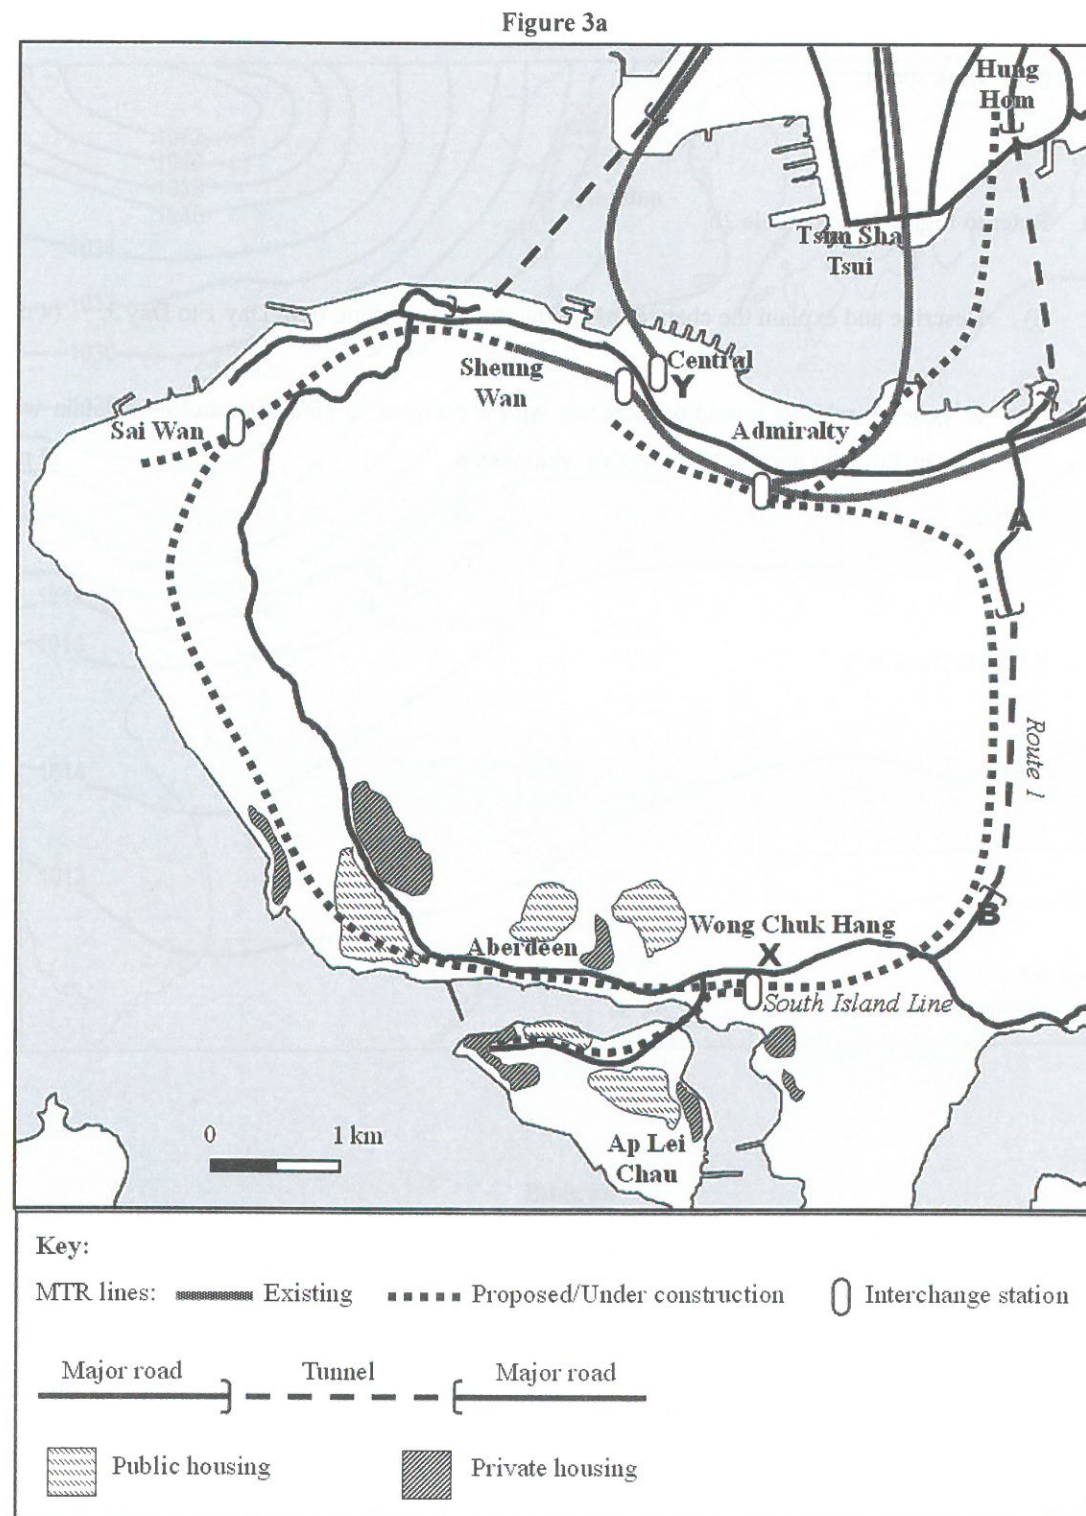 Figure 3a
Hung
Hom
Tsim Sha
Tsui
Central
Y
Sheung
Wan
Sai Wan
Admiralty
A
Route 1
B
Wong Chuk Hang
X
Aberdeen
South Island Line
0 1 km
Ap Lei
Chau
Key:
MTR lines: Existing Proposed/Under construction Interchange station
Major road Tunnel Major road
Public housing Private housing